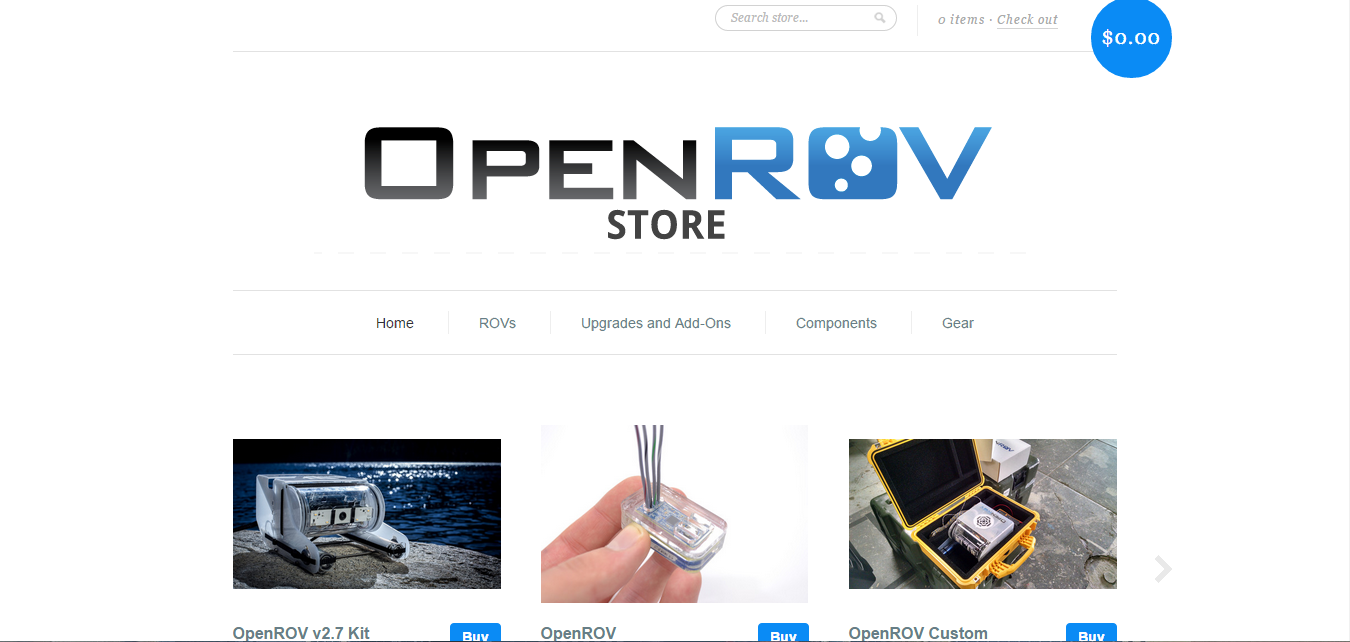 Search store...
0 items · Check out
$0.00
OPENROV
STORE
Home
ROVs
Upgrades and Add-Ons
Components
Gear
OpenROV v2.7 Kit
Buy
OpenROV
Buy
OpenROV Custom
Buy